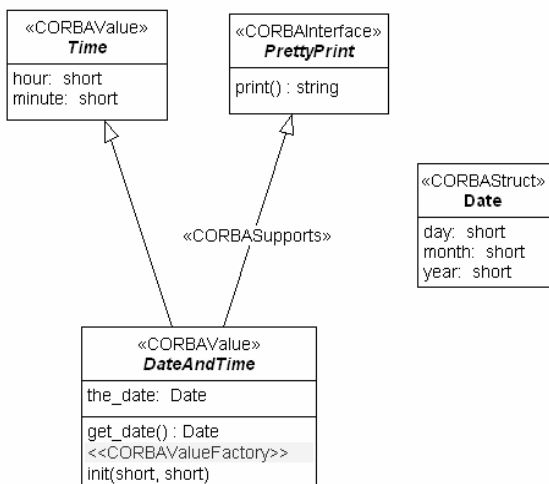 «CORBAValue»
Time
hour: short
minute: short
«CORBAInterface»
PrettyPrint
print() : string
«CORBAStruct»
Date
day: short
month: short
year: short
«CORBASupports»
«CORBAValue»
DateAndTime
the_date: Date
get_date() : Date
<<CORBAValueFactory>>
init(short, short)